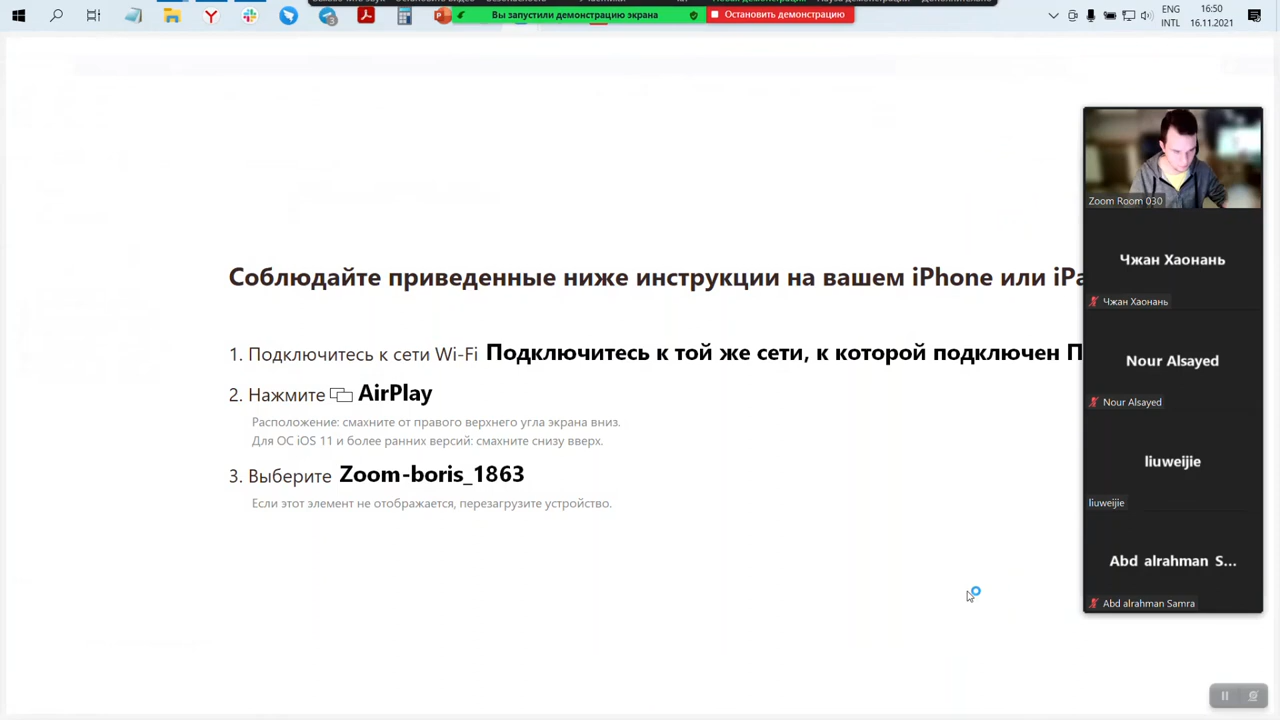 Вы запустили демонстрацию экрана
Остановить демонстрацию
ENG
INTL
16:50
16.11.2021
Соблюдайте приведенные ниже инструкции на вашем iPhone или
1. Подключитесь к сети Wi-Fi Подключитесь к той же сети, к которой подключен
2. Нажмите AirPlay
Расположение: смахните от правого верхнего угла экрана вниз.
Для ОС iOS 11 и более ранних версий: смахните снизу вверх.
3. Выберите Zoom-boris_1863
Если этот элемент не отображается, перезагрузите устройство.
Zoom Room 030
Чжан Хаонань
Чжан Хаонань
Nour Alsayed
Nour Alsayed
liuweijie
liuweijie
Abd alrahman S...
Abd alrahman Samra